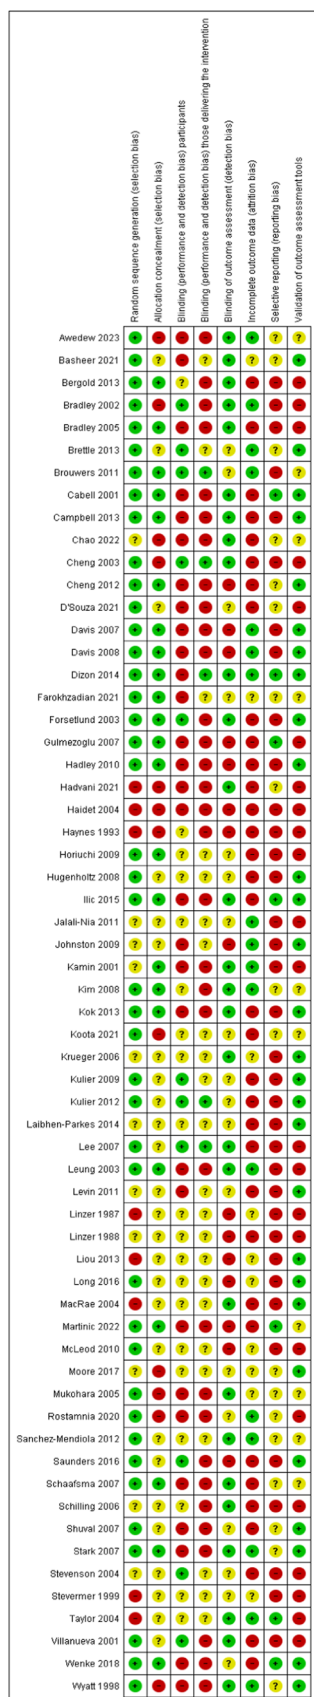 Random sequence generation (selection bias)
Allocation concealment (selection bias)
Blinding (performance and detection bias) participants
Blinding (performance and detection bias) those delivering the intervention
Blinding of outcome assessment (detection bias)
Incomplete outcome data (attrition bias)
Selective reporting (reporting bias)
Validation of outcome assessment tools
Awedew 2023 + - - - + + ? ?
Basheer 2021 + ? - ? + ? ? +
Bergold 2013 + + ? - + - - -
Bradley 2002 + - + - + + - -
Bradley 2005 + + - - + - - -
Brettle 2013 + ? + ? ? + ? +
Brouwers 2011 + + + + ? + - ?
Cabell 2001 + + - - + - + +
Campbell 2013 + + - - + - - +
Chao 2022 ? - - - + - ? ?
Cheng 2003 + - + + + - - -
Cheng 2012 + + - - - - ? +
D'Souza 2021 + ? - - ? - ? -
Davis 2007 + + - - - + - +
Davis 2008 + + - - - + - +
Dizon 2014 + + - + + + + +
Farokhzadian 2021 + + - ? ? ? ? ?
Forsetlund 2003 + + + - + - - +
Gulmezoglu 2007 + + - - - - + -
Hadley 2010 + + - - - - - +
Hadvani 2021 - - - - + - ? -
Haidet 2004 - - - - - - - -
Haynes 1993 - - ? - - - - -
Horiuchi 2009 + + ? ? ? - - -
Hugenholtz 2008 + ? ? ? ? - - +
Ilic 2015 + + - - + - + +
Jalali-Nia 2011 ? ? ? ? ? + - -
Johnston 2009 ? ? - ? - + - +
Kamin 2001 ? + - - + + - -
Kim 2008 + + ? - + + ? ?
Kok 2013 + + - - + - - +
Koota 2021 + - ? ? ? - ? ?
Krueger 2006 ? ? ? ? + ? - +
Kulier 2009 + ? + ? ? - - +
Kulier 2012 + ? + + ? - - +
Laibhen-Parkes 2014 ? ? ? ? ? - - +
Lee 2007 + ? + + + - - -
Leung 2003 + + - - + + - -
Levin 2011 ? ? - ? ? - - +
Linzer 1987 - ? ? ? - ? - -
Linzer 1988 ? ? ? ? - - - -
Liou 2013 - ? ? ? - ? - +
Long 2016 + ? ? ? - ? - +
MacRae 2004 - ? ? ? + - - +
Martinic 2022 + + - - - - + ?
McLeod 2010 + ? ? ? - ? - -
Moore 2017 ? - ? ? ? ? ? +
Mukohara 2005 + - - - + ? ? ?
Rostamnia 2020 + - - - ? + ? -
Sanchez-Mendiola 2012 + ? ? ? + + ? ?
Saunders 2016 + ? + - - - - +
Schaafsma 2007 + + - - + - ? ?
Schilling 2006 ? ? ? - + - - -
Shuval 2007 + ? - - ? - ? +
Stark 2007 + + - - + + ? +
Stevenson 2004 ? ? + ? ? - - -
Stevermer 1999 - ? - - ? ? - -
Taylor 2004 - ? ? ? + + + -
Villanueva 2001 + ? + - + - - -
Wenke 2018 + + - - ? - + +
Wyatt 1998 + - - - + + ? +